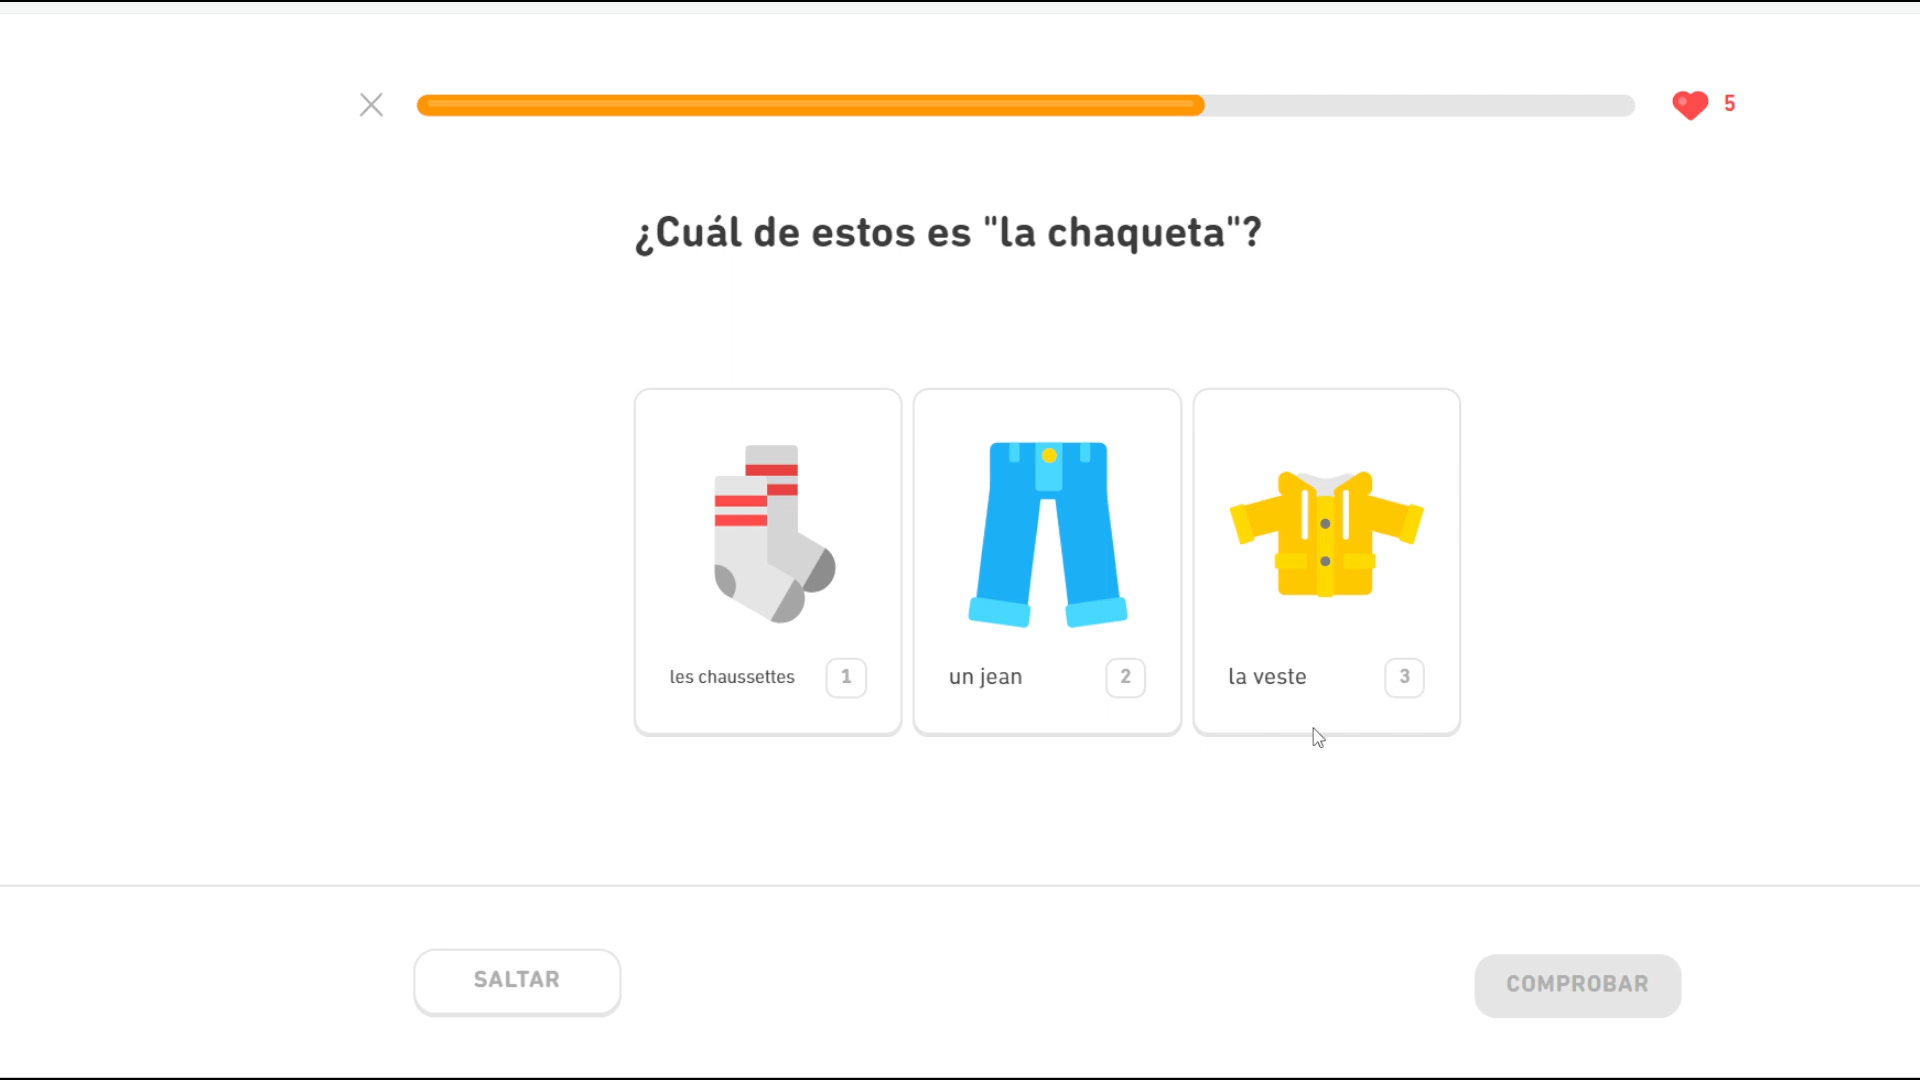 5
¿Cuál de estos es "la chaqueta"?
les chaussettes 1
un jean 2
la veste 3
SALTAR
COMPROBAR